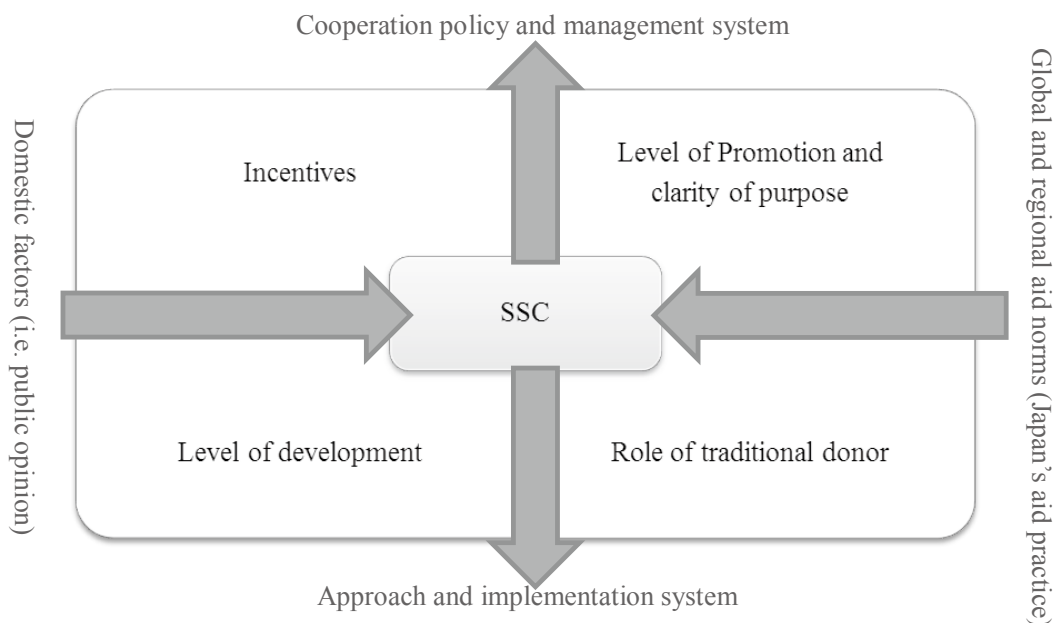 Cooperation policy and management system
Domestic factors (i.e. public opinion)
Incentives
Level of Promotion and
clarity of purpose
SSC
Level of development
Role of traditional donor
Global and regional aid norms (Japan's aid practice)
Approach and implementation system